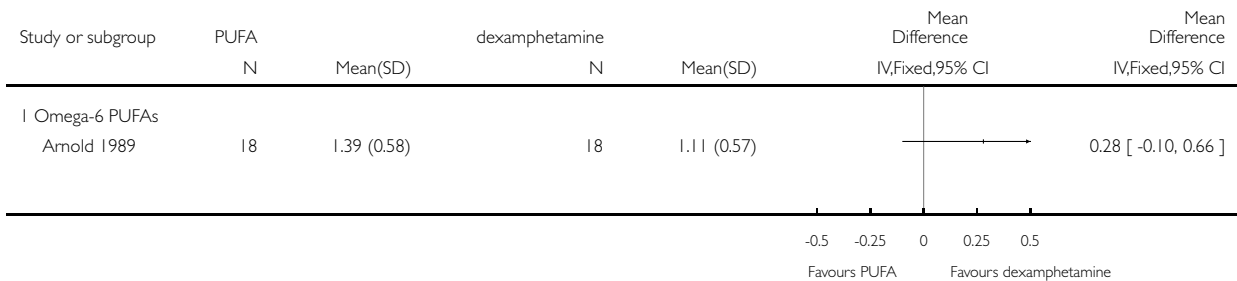 Study or subgroup PUFA dexamphetamine Mean Difference Mean Difference
N Mean(SD) N Mean(SD) IV,Fixed,95% CI IV,Fixed,95% CI
1 Omega-6 PUFAs
Arnold 1989 18 1.39 (0.58) 18 1.11 (0.57) 0.28 [ -0.10, 0.66 ]
-0.5 -0.25 0 0.25 0.5
Favours PUFA Favours dexamphetamine